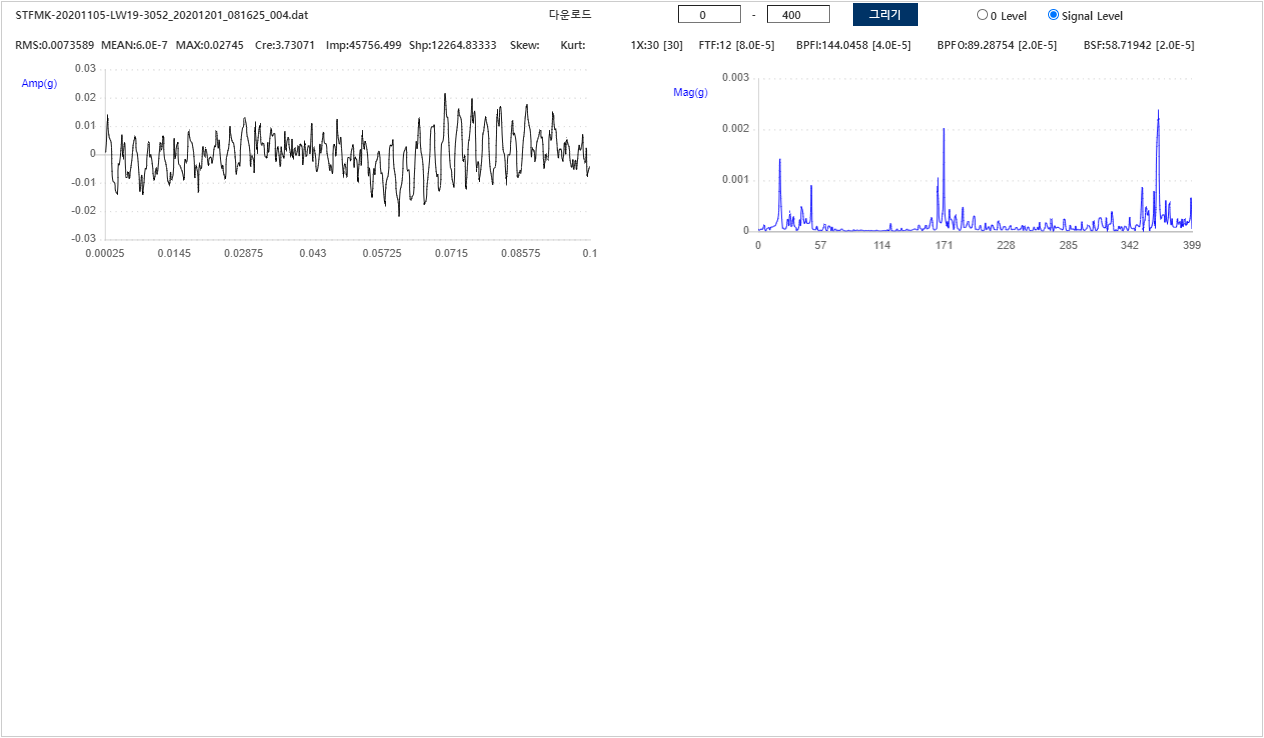 STFMK-20201105-LW19-3052_20201201_081625_004.dat 다운로드 0 - 400 그리기 0 Level Signal Level
RMS:0.0073589 MEAN:6.0E-7 MAX:0.02745 Cre:3.73071 Imp:45756.499 Shp:12264.83333 Skew: Kurt: 1X:30 [30] FTF:12 [8.0E-5] BPFI:144.0458 [4.0E-5] BPFO:89.28754 [2.0E-5] BSF:58.71942 [2.0E-5]
Amp(g)
0.03
0.02
0.01
0
-0.01
-0.02
-0.03
0.00025 0.0145 0.02875 0.043 0.05725 0.0715 0.08575 0.1
Mag(g)
0.003
0.002
0.001
0
0 57 114 171 228 285 342 399